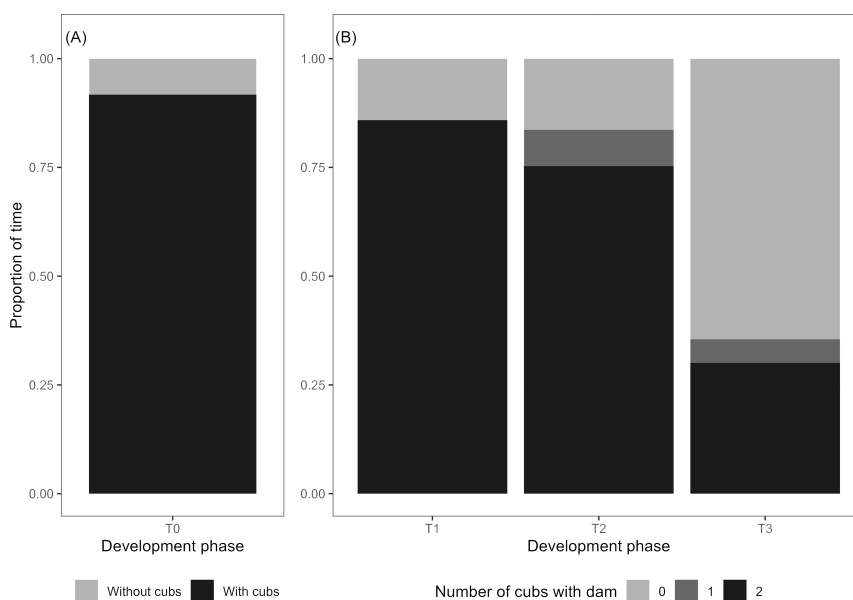 (A)
(B)
Proportion of time
1.00
0.75
0.50
0.25
0.00
T0
Development phase
1.00
0.75
0.50
0.25
0.00
T1 T2 T3
Development phase
Without cubs With cubs
Number of cubs with dam 0 1 2